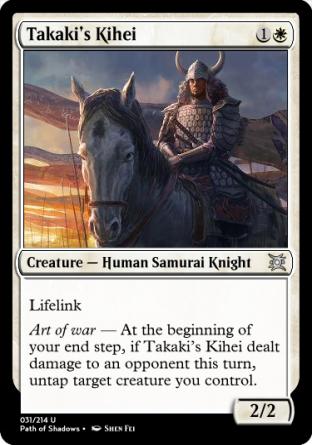 Takaki's Kihei 1
Creature — Human Samurai Knight
Lifelink
Art of war — At the beginning of
your end step, if Takaki's Kihei dealt
damage to an opponent this turn,
untap target creature you control.
2/2
031/214 U
Path of Shadows • Shen Fei